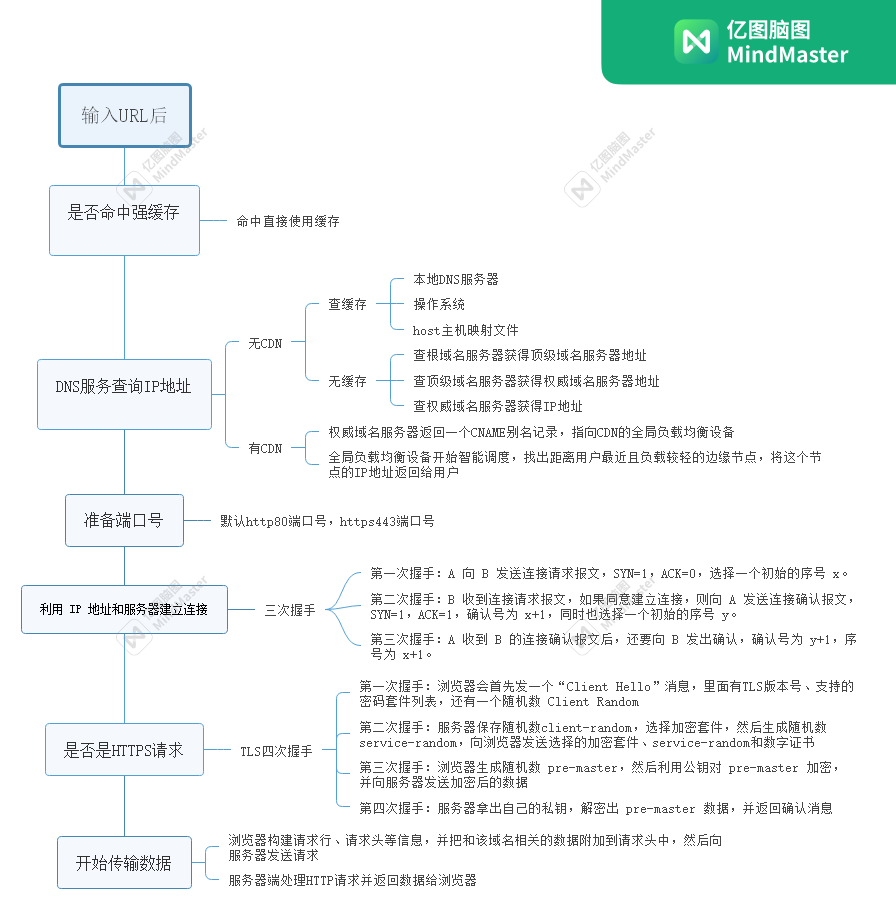 亿图脑图
MindMaster
输入URL后
亿图脑图
MindMaster
亿图脑图
MindMaster
是否命中强缓存
命中直接使用缓存
DNS服务查询IP地址
无CDN
查缓存
本地DNS服务器
操作系统
host主机映射文件
无缓存
查根域名服务器获得顶级域名服务器地址
查顶级域名服务器获得权威域名服务器地址
查权威域名服务器获得IP地址
有CDN
权威域名服务器返回一个CNAME别名记录，指向CDN的全局负载均衡设备
全局负载均衡设备开始智能调度，找出距离用户最近且负载较轻的边缘节点，将这个节
点的IP地址返回给用户
准备端口号
默认http80端口号，https443端口号
利用 IP 地址和服务器建立连接
亿图脑图
MindMaster
亿图脑图
MindMaster
三次握手
第一次握手：A 向 B 发送连接请求报文，SYN=1，ACK=0，选择一个初始的序号 x。
第二次握手：B 收到连接请求报文，如果同意建立连接，则向 A 发送连接确认报文，
SYN=1，ACK=1，确认号为 x+1，同时也选择一个初始的序号 y。
第三次握手：A 收到 B 的连接确认报文后，还要向 B 发出确认，确认号为 y+1，序
号为 x+1。
是否是HTTPS请求
TLS四次握手
第一次握手：浏览器会首先发一个“Client Hello”消息，里面有TLS版本号、支持的
密码套件列表，还有一个随机数 Client Random
第二次握手：服务器保存随机数client-random，选择加密套件，然后生成随机数
service-random，向浏览器发送选择的加密套件、service-random和数字证书
第三次握手：浏览器生成随机数 pre-master，然后利用公钥对 pre-master 加密，
并向服务器发送加密后的数据
第四次握手：服务器拿出自己的私钥，解密出 pre-master 数据，并返回确认消息
开始传输数据
浏览器构建请求行、请求头等信息，并把和该域名相关的数据附加到请求头中，然后向
服务器发送请求
服务器端处理HTTP请求并返回数据给浏览器